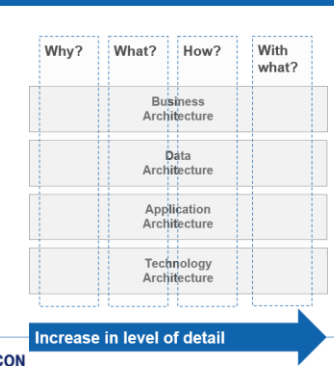 Why? What? How? With
what?
Business
Architecture
Data
Architecture
Application
Architecture
Technology
Architecture
Increase in level of detail
CON